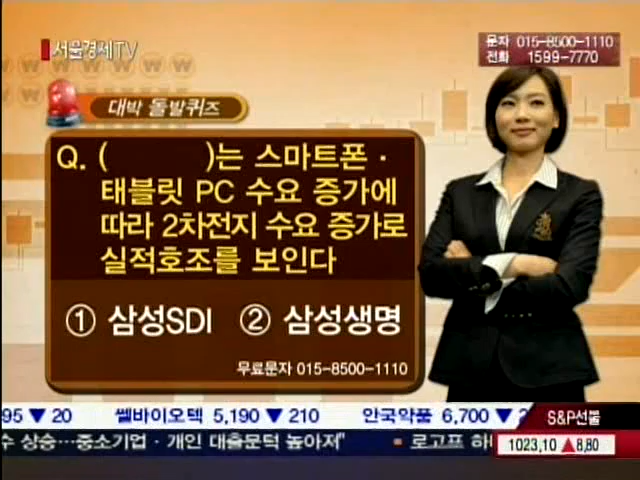 서울경제TV
문자 015-8500-1110
전화 1599-7770
대박 돌발퀴즈
Q. ( )는 스마트폰·
태블릿 PC 수요 증가에
따라 2차전지 수요 증가로
실적호조를 보인다
① 삼성SDI ② 삼성생명
무료문자 015-8500-1110
95 ▼ 20 쎌바이오텍 5,190 ▼ 210 안국약품 6,700 ▼
S&P선물
수 상승…중소기업·개인 대출문턱 높아져" ▪ 로고프
1023,10 ▲8,80